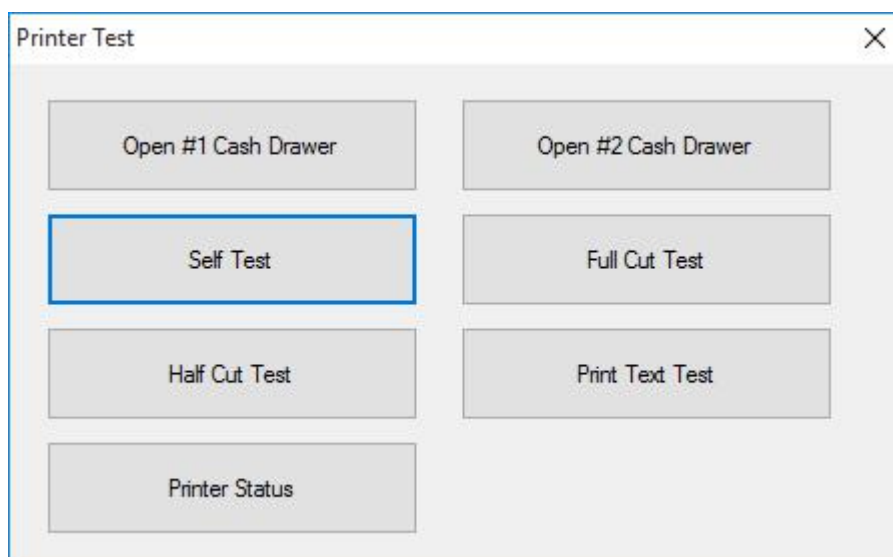 Printer Test
Open #1 Cash Drawer
Open #2 Cash Drawer
Self Test
Full Cut Test
Half Cut Test
Print Text Test
Printer Status